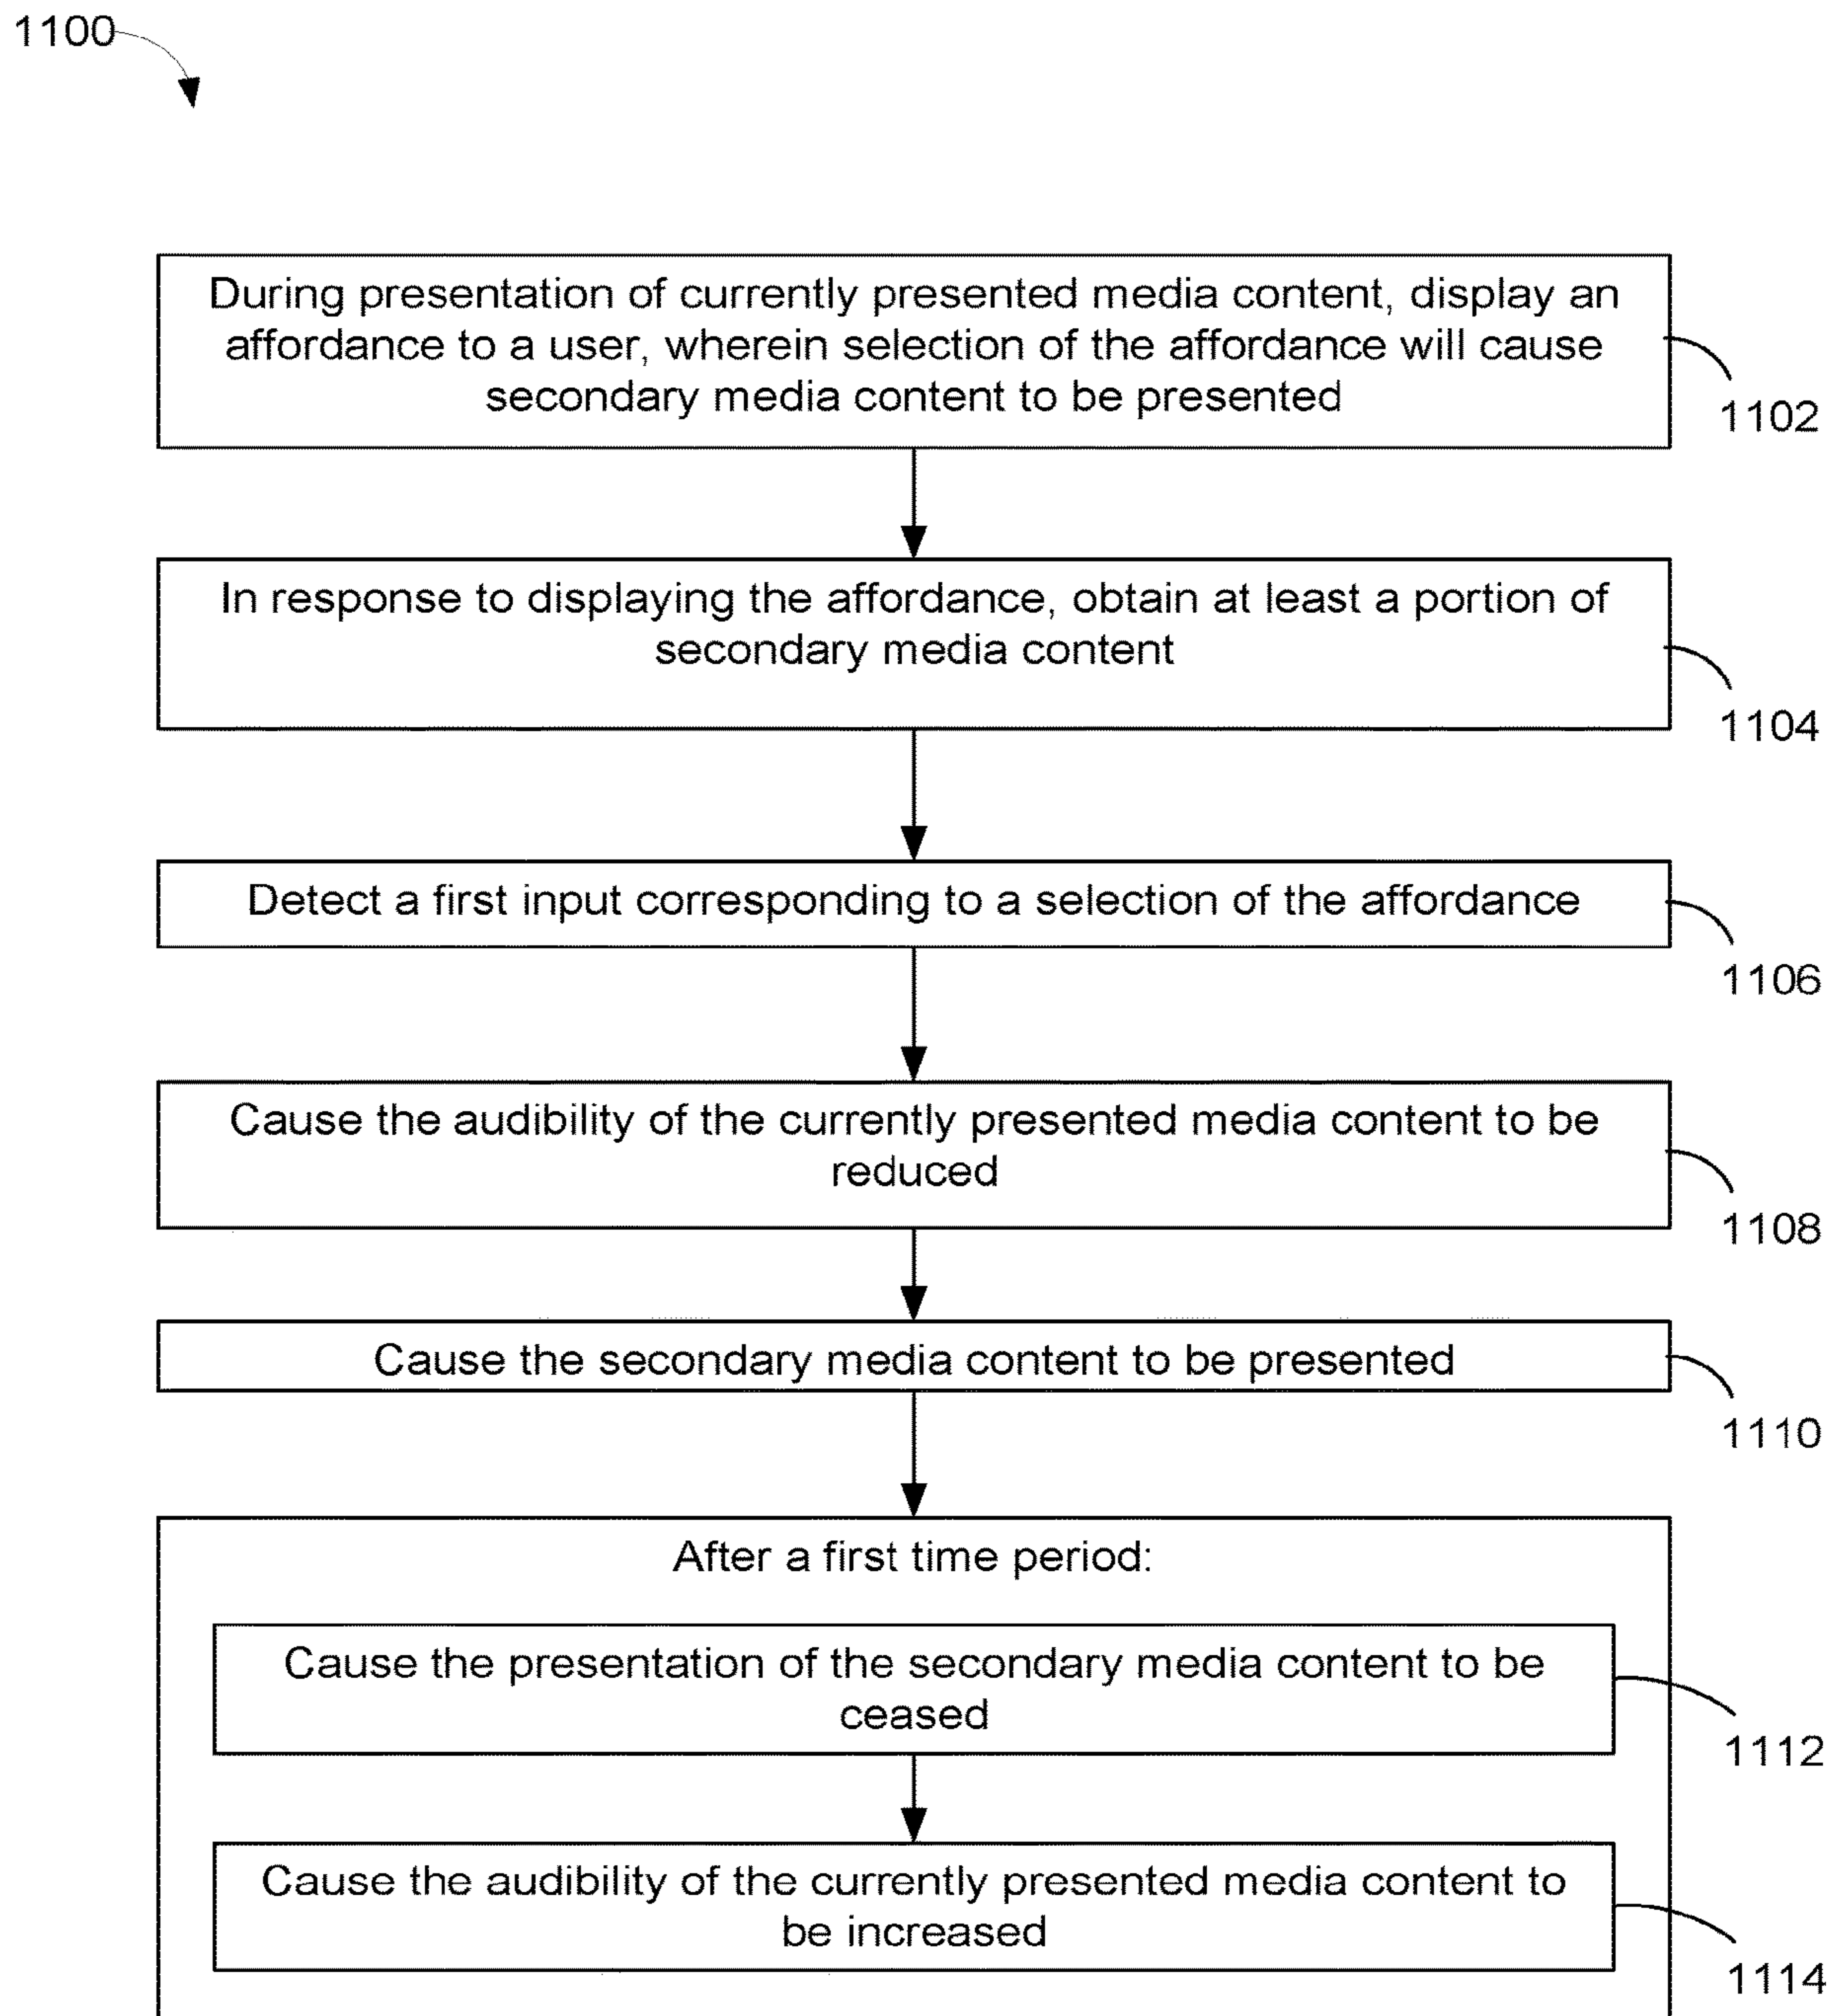 1100
During presentation of currently presented media content, display an
affordance to a user, wherein selection of the affordance will cause
secondary media content to be presented
1102
In response to displaying the affordance, obtain at least a portion of
secondary media content
1104
Detect a first input corresponding to a selection of the affordance
1106
Cause the audibility of the currently presented media content to be
reduced
1108
Cause the secondary media content to be presented
1110
After a first time period:
Cause the presentation of the secondary media content to be
ceased
1112
Cause the audibility of the currently presented media content to
be increased
1114